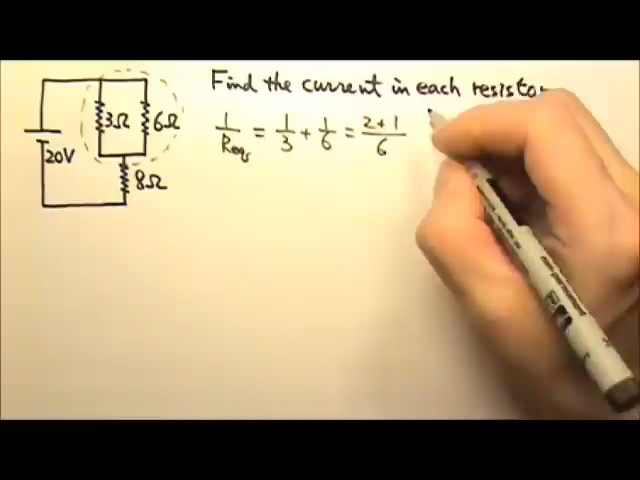 Find the current in each resistor
1/Req = 1/3 + 1/6 = 2+1/6
3Ω
6Ω
20V
8Ω